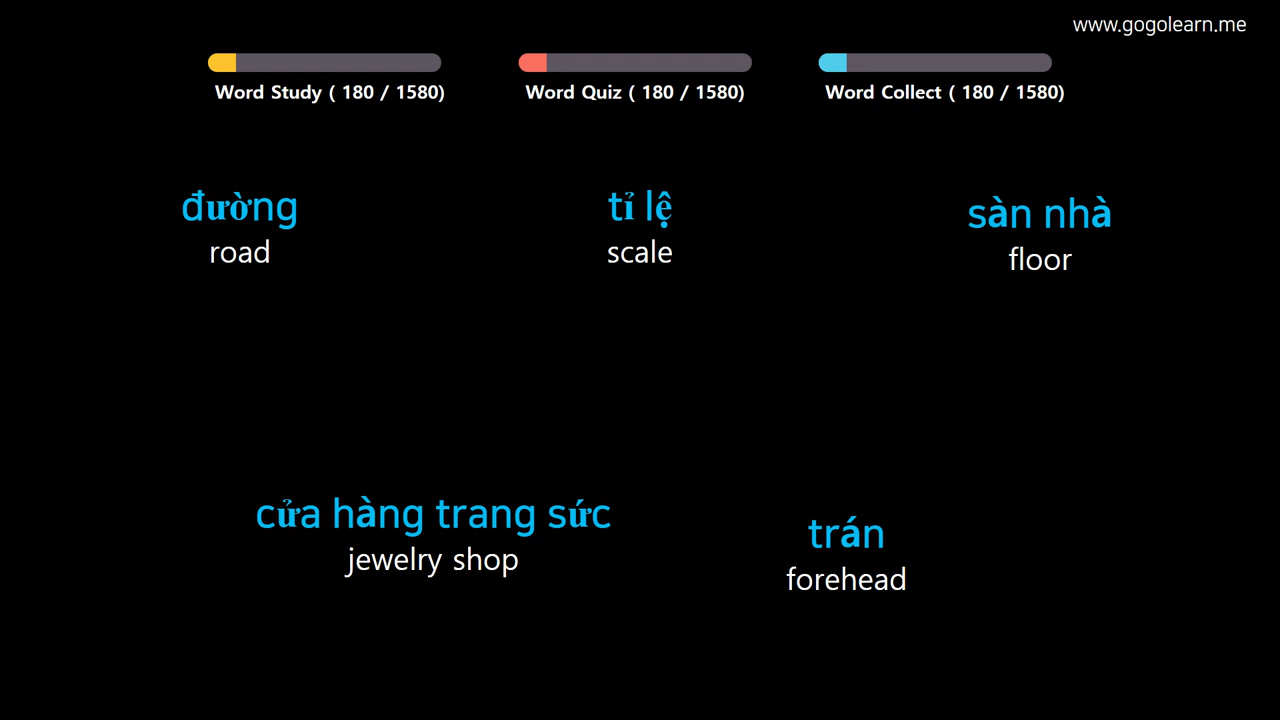 www.gogolearn.me
Word Study ( 180 / 1580)
Word Quiz ( 180 / 1580)
Word Collect ( 180 / 1580)
đường
road
tỉ lệ
scale
sàn nhà
floor
cửa hàng trang sức
jewelry shop
trán
forehead